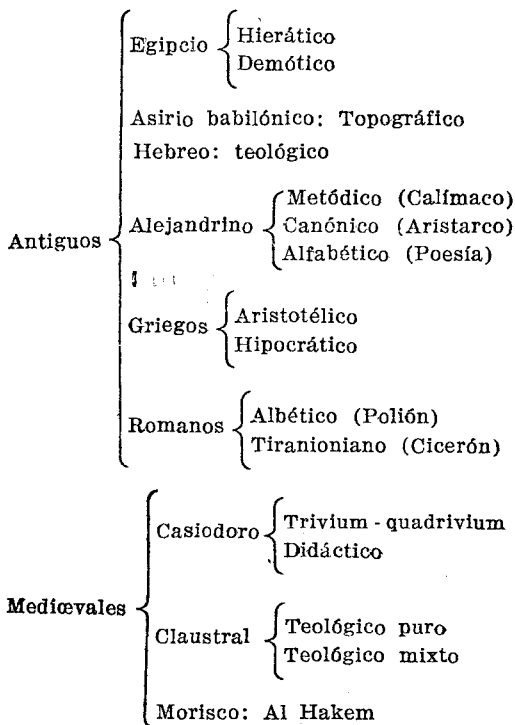 Egipcio
Hierático
Demótico
Asirio babilónico: Topográfico
Hebreo: teológico
Antiguos
Alejandrino
Metódico (Calímaco)
Canónico (Aristarco)
Alfabético (Poesía)
Griegos
Aristotélico
Hipocrático
Romanos
Albético (Polión)
Tiranioniano (Cicerón)
Mediœvales
Casiodoro
Trivium - quadrivium
Didáctico
Claustral
Teológico puro
Teológico mixto
Morisco: Al Hakem